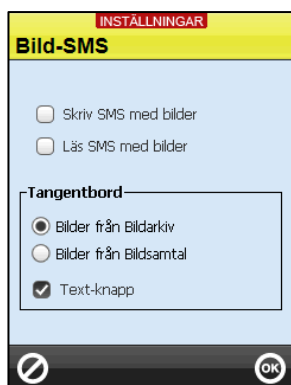 INSTÄLLNINGAR
Bild-SMS
Skriv SMS med bilder
Läs SMS med bilder
Tangentbord
Bilder från Bildarkiv
Bilder från Bildsamtal
Text-knapp
OK